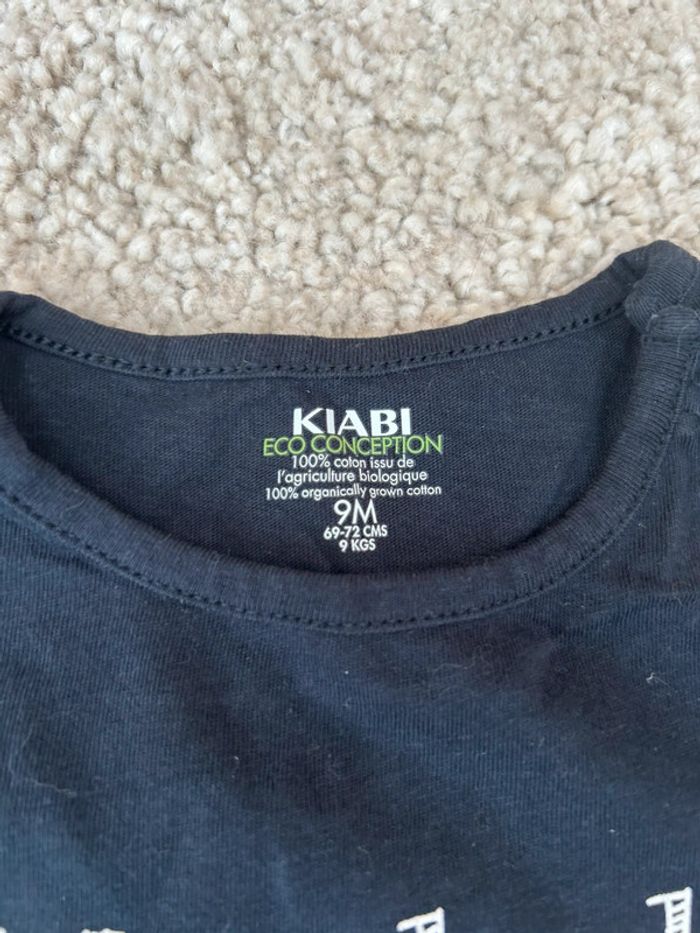 KIABI
ECO CONCEPTION
100% coton issu de
l'agriculture biologique
100% organically grown cotton
9M
69-72 CMS
9 KGS